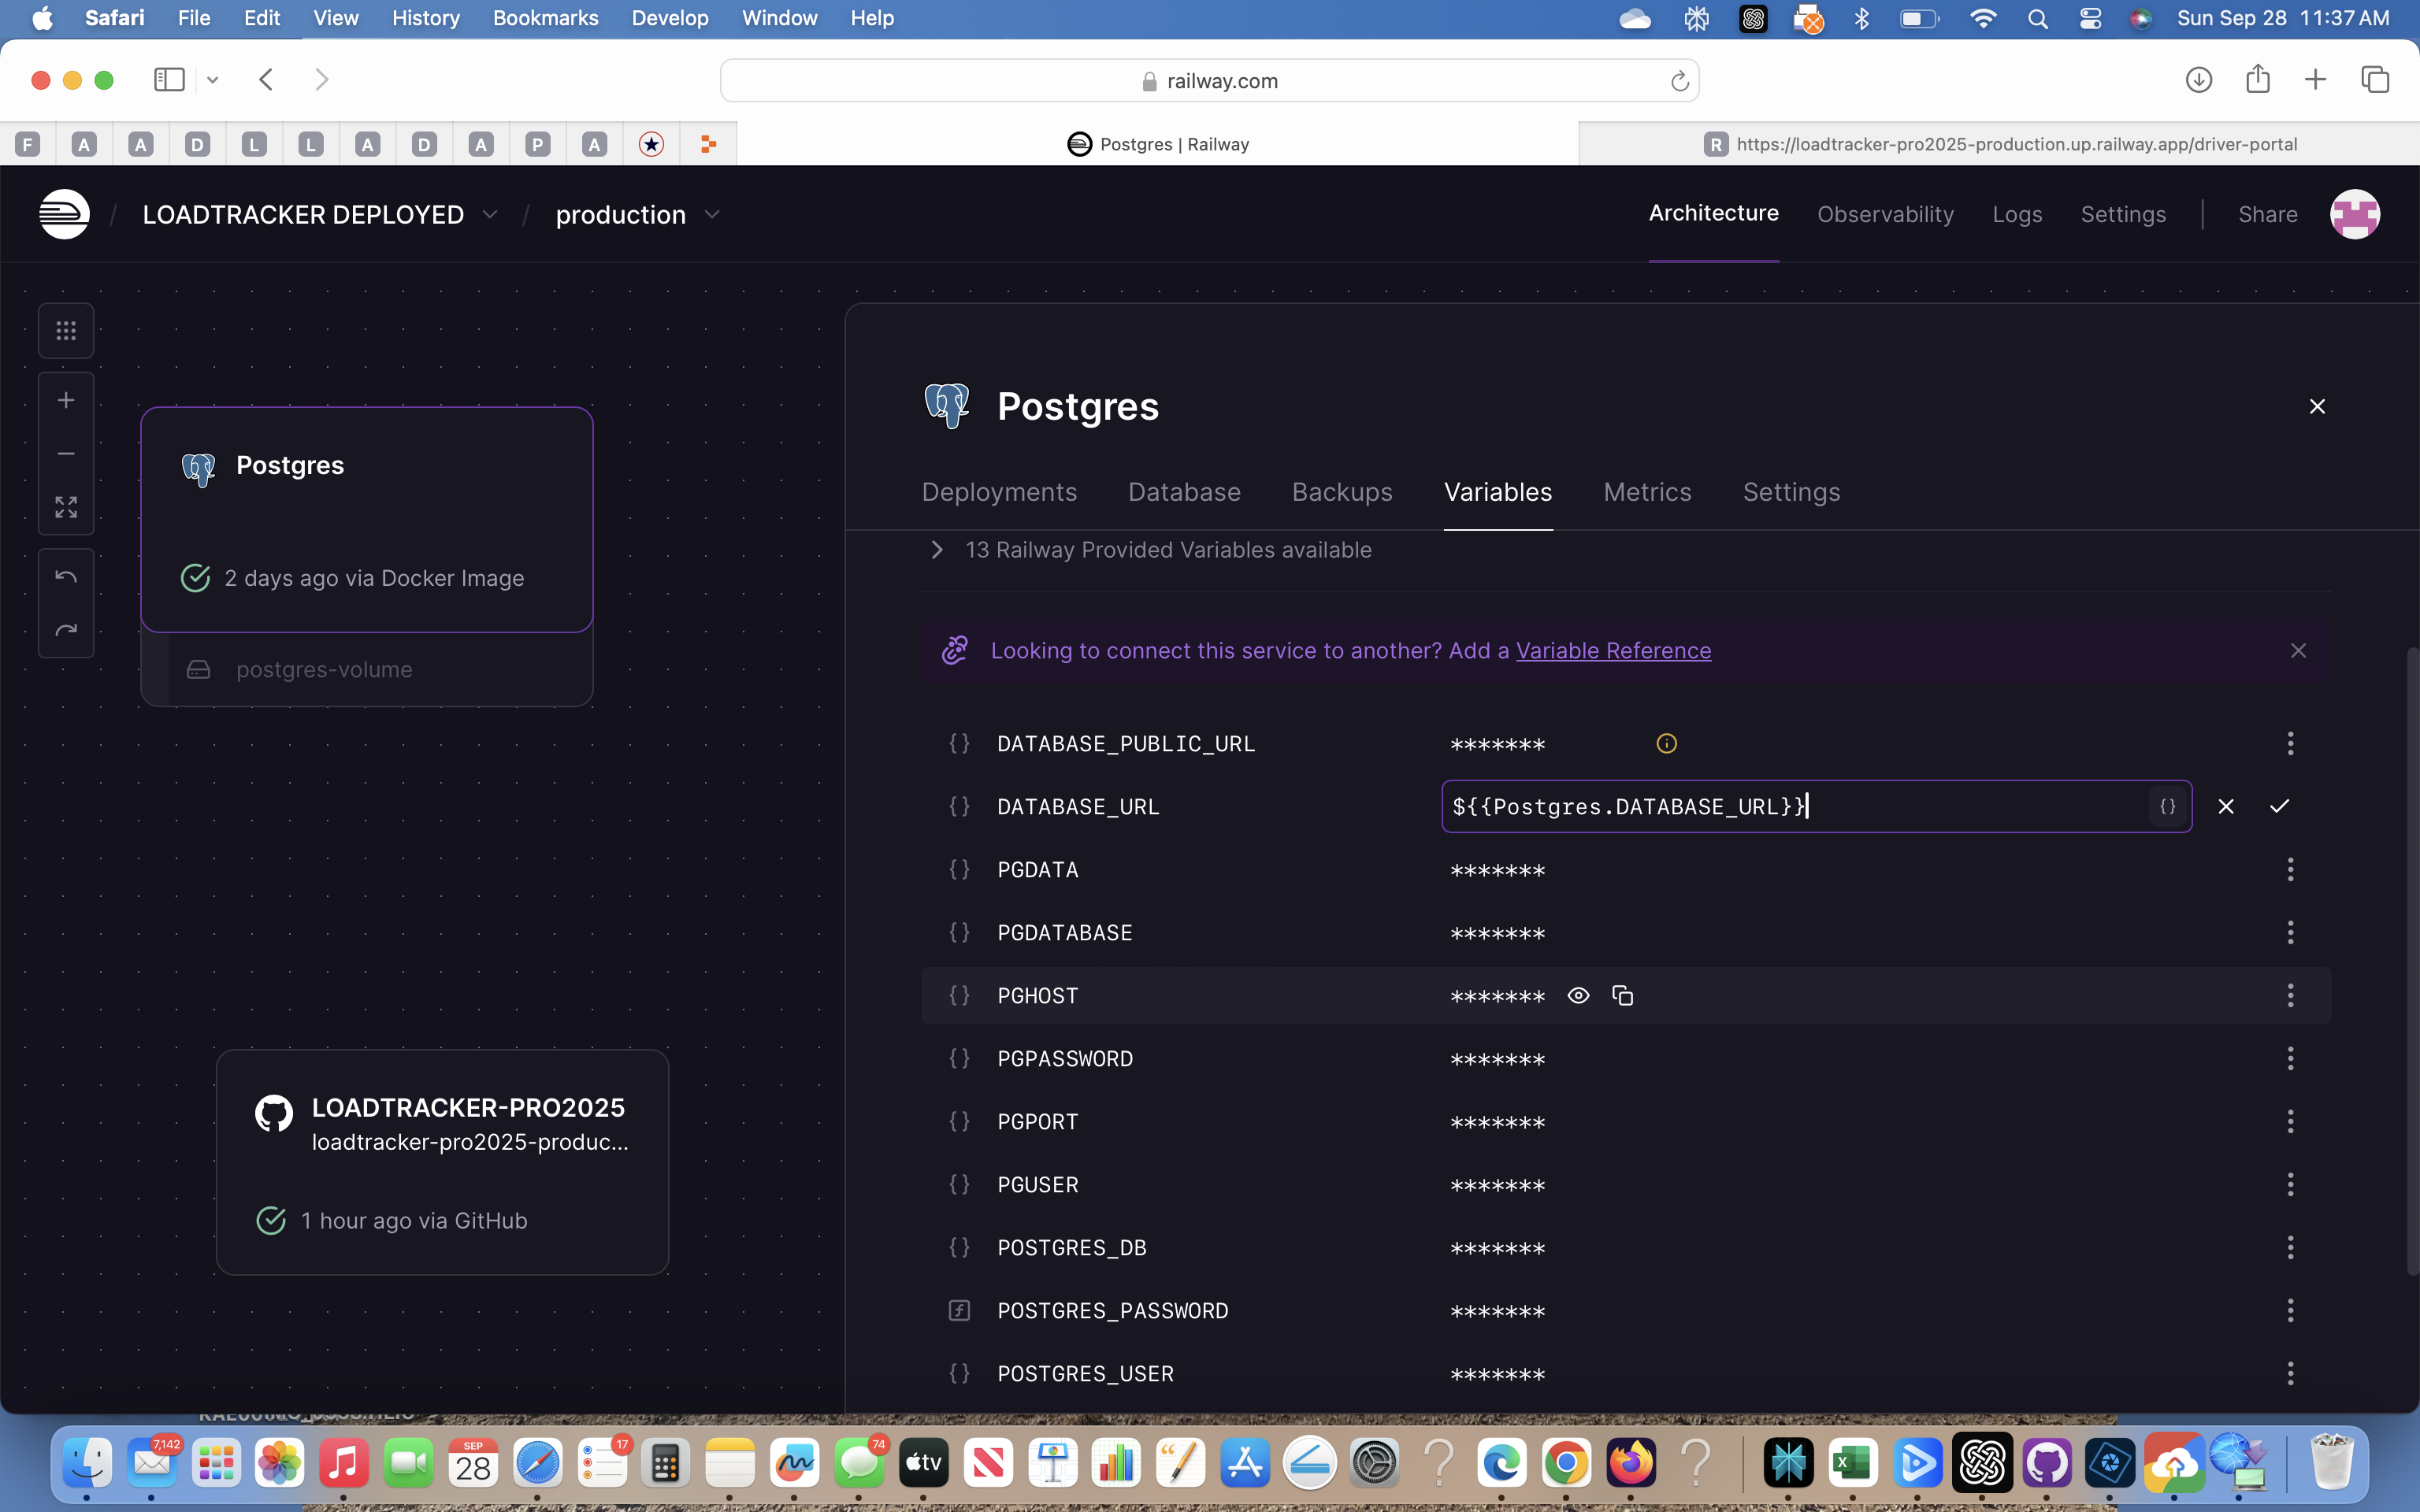 Safari File Edit View History Bookmarks Develop Window Help Sun Sep 28 11:37 AM
railway.com
F A A D L L A D A P A Postgres | Railway R https://loadtracker-pro2025-production.up.railway.app/driver-portal
/ LOADTRACKER DEPLOYED / production Architecture Observability Logs Settings | Share
Postgres
2 days ago via Docker Image
postgres-volume
LOADTRACKER-PRO2025
loadtracker-pro2025-produc...
1 hour ago via GitHub
Postgres
Deployments Database Backups Variables Metrics Settings
13 Railway Provided Variables available
Looking to connect this service to another? Add a Variable Reference
{} DATABASE_PUBLIC_URL *******
{} DATABASE_URL ${{Postgres.DATABASE_URL}} {}
{} PGDATA *******
{} PGDATABASE *******
{} PGHOST *******
{} PGPASSWORD *******
{} PGPORT *******
{} PGUSER *******
{} POSTGRES_DB *******
POSTGRES_PASSWORD *******
{} POSTGRES_USER *******
7,142 SEP 28 17 74 tv